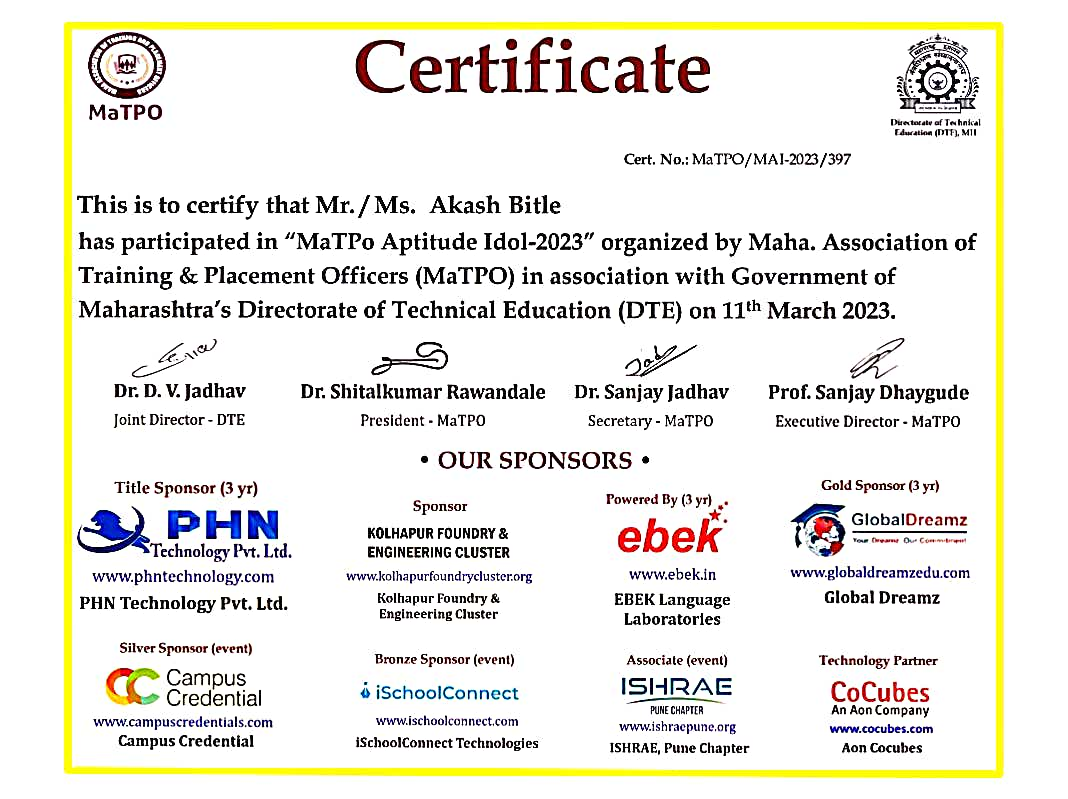 Certificate
MaTPO
Directorate of Technical
Education (DTE), MH
Cert. No.: MaTPO/MAI-2023/397
This is to certify that Mr./Ms. Akash Bitle
has participated in “MaTPo Aptitude Idol-2023” organized by Maha. Association of
Training & Placement Officers (MaTPO) in association with Government of
Maharashtra’s Directorate of Technical Education (DTE) on 11th March 2023.
Dr. D. V. Jadhav
Joint Director - DTE
Dr. Shitalkumar Rawandale
President - MaTPO
Dr. Sanjay Jadhav
Secretary - MaTPO
Prof. Sanjay Dhaygude
Executive Director - MaTPO
• OUR SPONSORS •
Title Sponsor (3 yr)
PHN
Technology Pvt. Ltd.
www.phntechnology.com
PHN Technology Pvt. Ltd.
Sponsor
KOLHAPUR FOUNDRY &
ENGINEERING CLUSTER
www.kolhapurfoundrycluster.org
Kolhapur Foundry &
Engineering Cluster
Powered By (3 yr)
ebek
www.ebek.in
EBEK Language
Laboratories
Gold Sponsor (3 yr)
GlobalDreamz
Your Dreamz Our Commitment
www.globaldreamzedu.com
Global Dreamz
Silver Sponsor (event)
Campus
Credential
www.campuscredentials.com
Campus Credential
Bronze Sponsor (event)
iSchoolConnect
www.ischoolconnect.com
iSchoolConnect Technologies
Associate (event)
ISHRAE
PUNE CHAPTER
www.ishraepune.org
ISHRAE, Pune Chapter
Technology Partner
CoCubes
An Aon Company
www.cocubes.com
Aon Cocubes